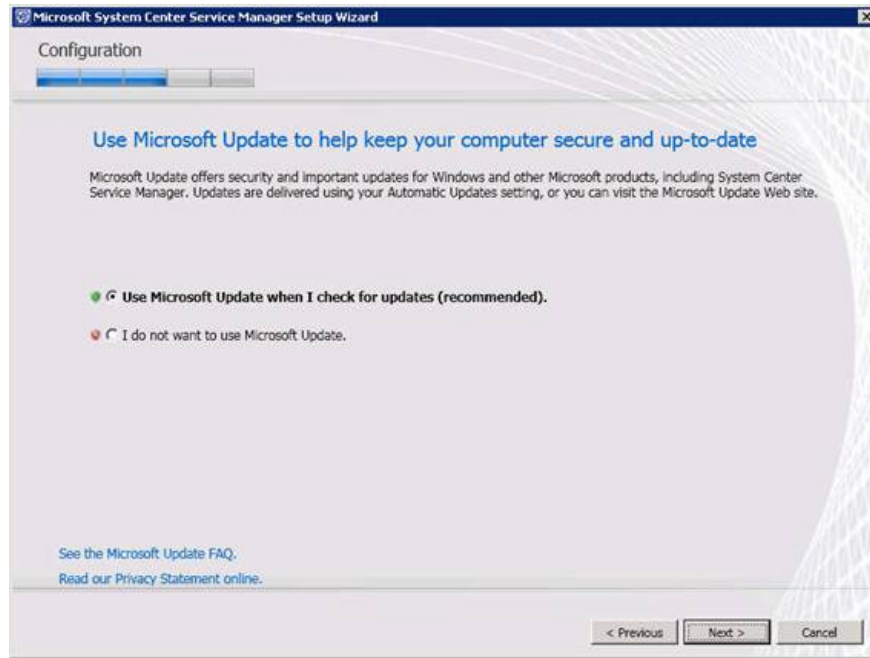 Microsoft System Center Service Manager Setup Wizard
Configuration
Use Microsoft Update to help keep your computer secure and up-to-date
Microsoft Update offers security and important updates for Windows and other Microsoft products, including System Center
Service Manager. Updates are delivered using your Automatic Updates setting, or you can visit the Microsoft Update Web site.
Use Microsoft Update when I check for updates (recommended).
I do not want to use Microsoft Update.
See the Microsoft Update FAQ.
Read our Privacy Statement online.
< Previous Next > Cancel